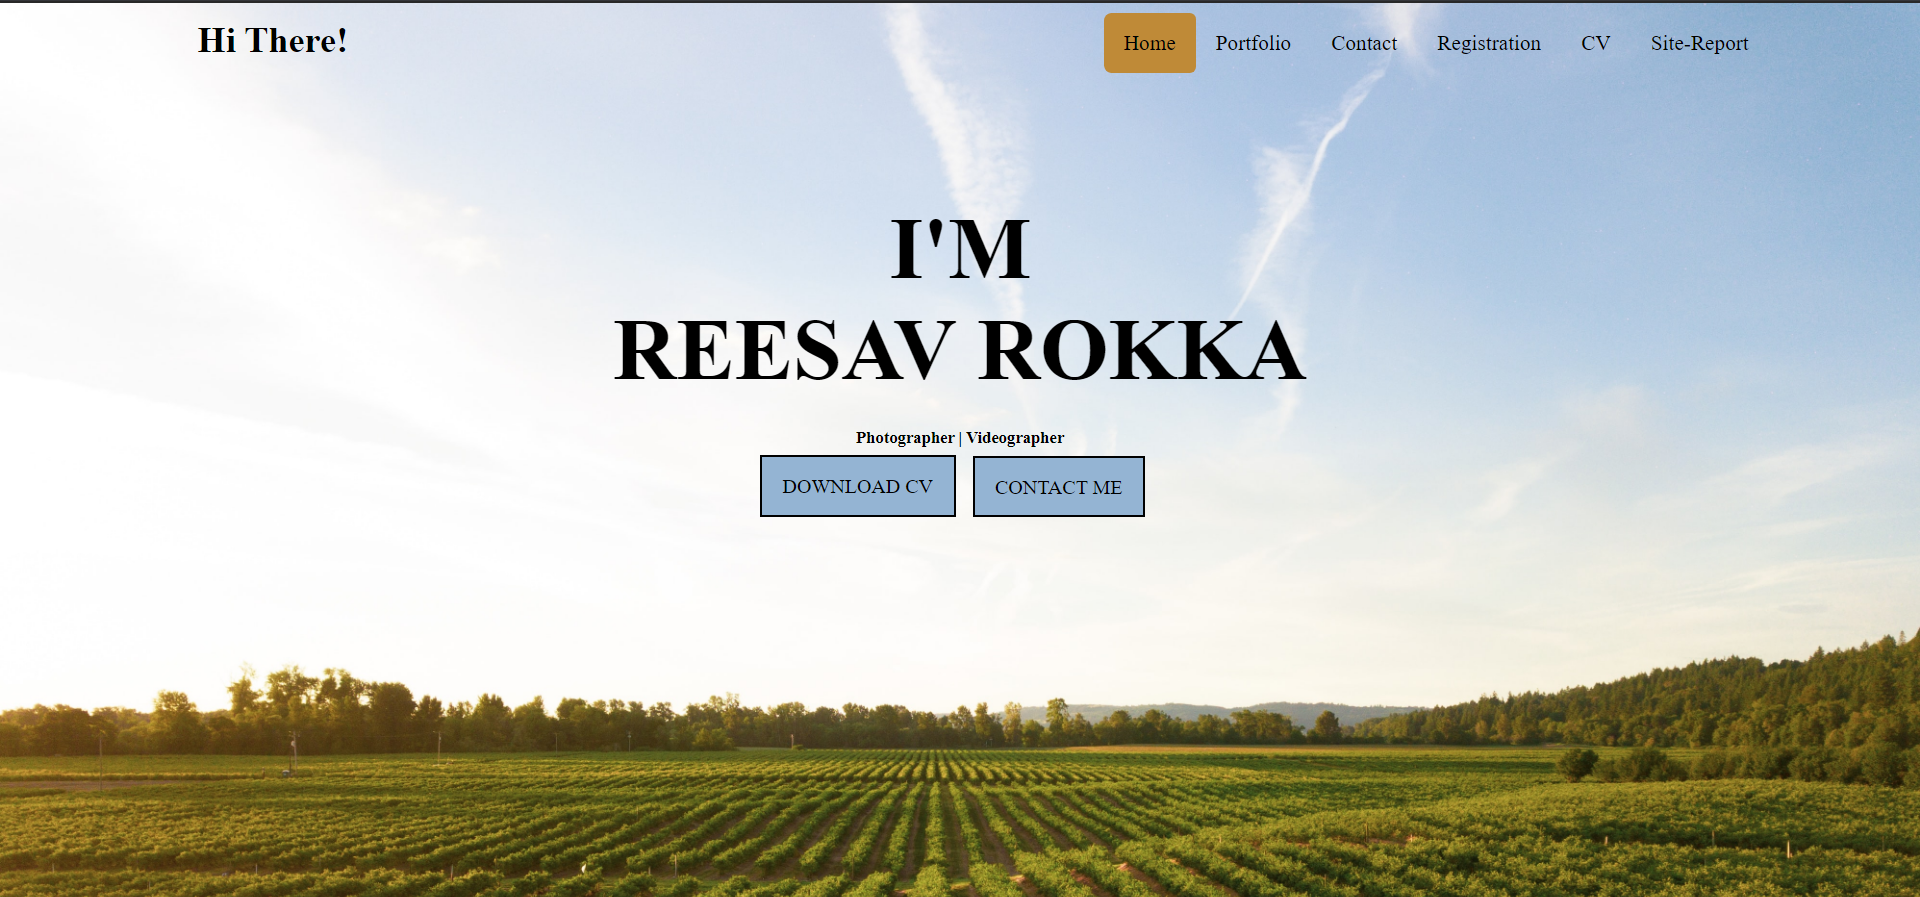 Hi There!
Home Portfolio Contact Registration CV Site-Report
I'M
REESAV ROKKA
Photographer | Videographer
DOWNLOAD CV CONTACT ME